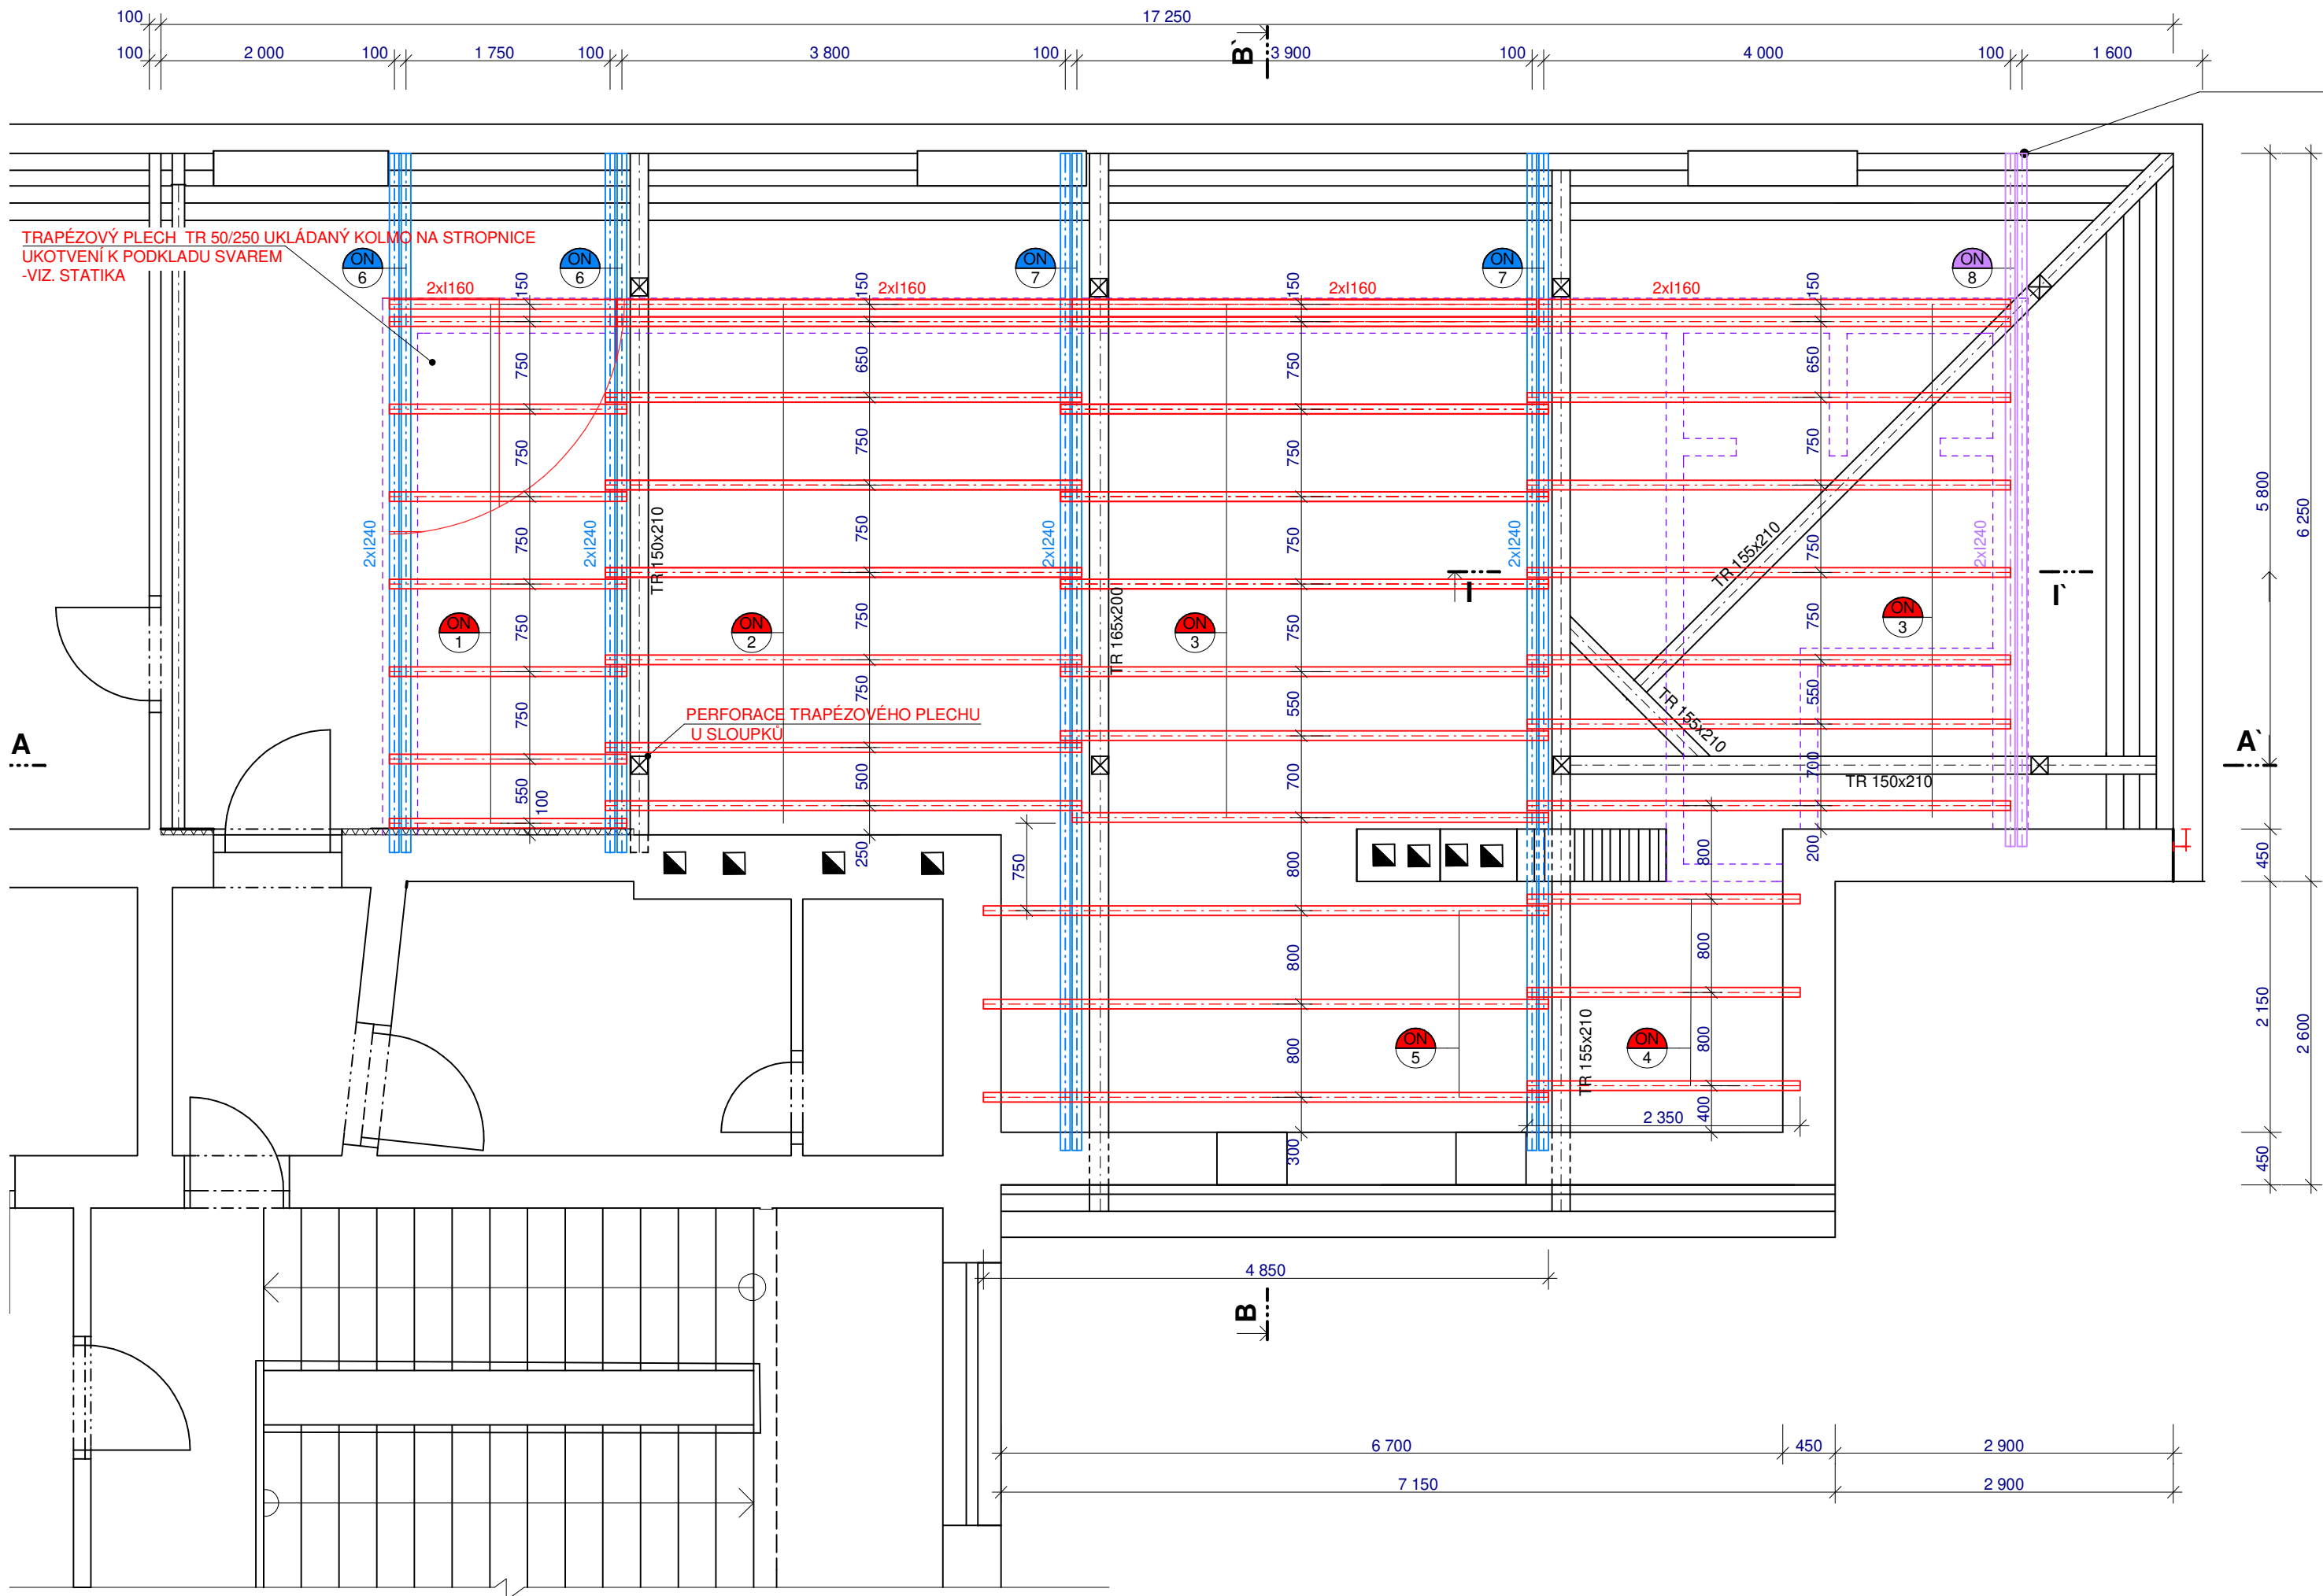 100
17 250
100
2 000
100
1 750
100
3 800
100
B`
3 900
100
4 000
100
1 600
TRAPÉZOVÝ PLECH TR 50/250 UKLÁDANÝ KOLMO NA STROPNICE
UKOTVENÍ K PODKLADU SVAREM
-VIZ. STATIKA
ON
6
ON
6
ON
7
ON
7
ON
8
2xI160
2xI160
2xI160
2xI160
150
150
150
150
750
650
750
650
750
750
750
750
750
750
750
750
750
750
750
750
750
750
550
550
550
500
700
700
100
250
800
200
2xI240
2xI240
2xI240
2xI240
2xI240
TR 150x210
TR 165x200
TR 155x210
TR 155x210
TR 150x210
5 800
6 250
I
I`
ON
1
ON
2
ON
3
ON
3
PERFORACE TRAPÉZOVÉHO PLECHU
U SLOUPKŮ
A
A`
750
800
450
800
800
800
800
2 150
2 600
ON
5
ON
4
TR 155x210
2 350
400
300
450
4 850
B
6 700
450
2 900
7 150
2 900